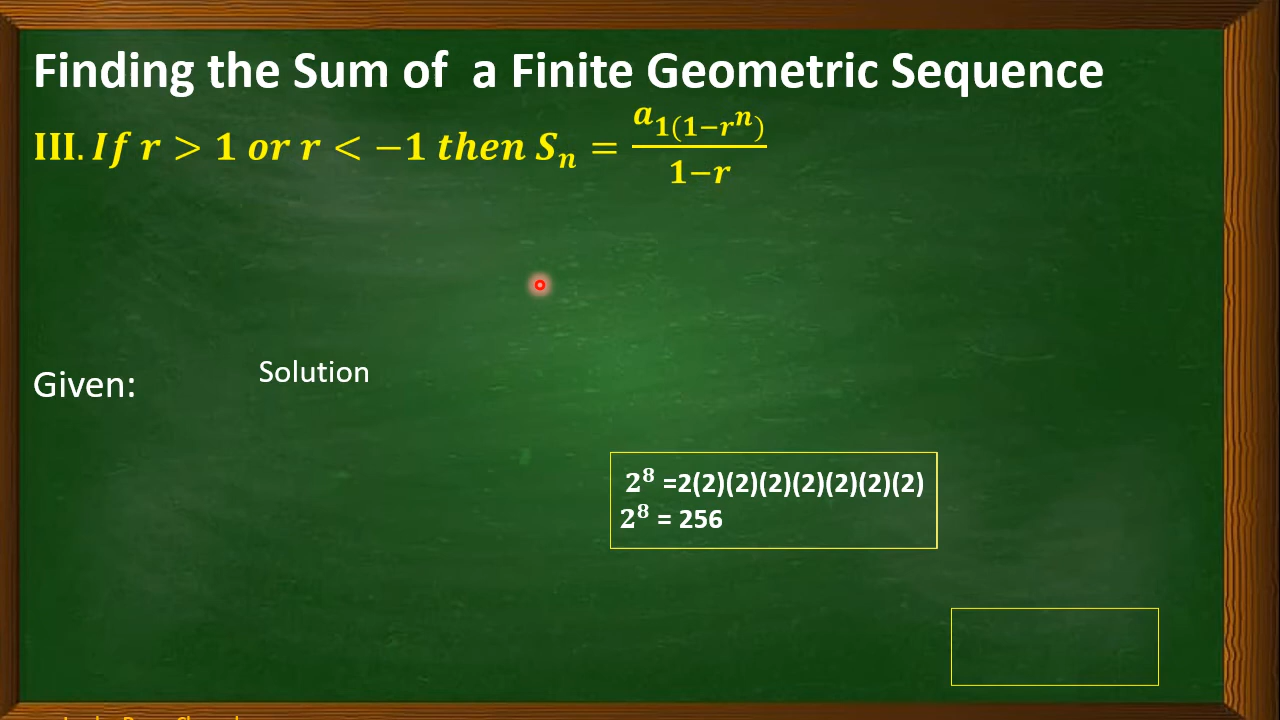 Finding the Sum of a Finite Geometric Sequence
III. If r > 1 or r < −1 then Sₙ = a₁₍₁₋ᵣⁿ₎ / 1−r
Given:
Solution
2⁸ =2(2)(2)(2)(2)(2)(2)(2)
2⁸ = 256